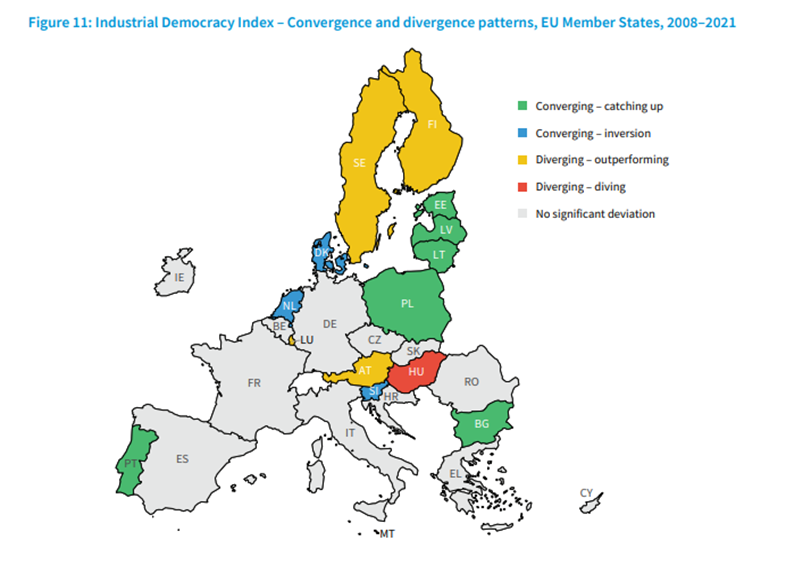 Figure 11: Industrial Democracy Index – Convergence and divergence patterns, EU Member States, 2008–2021
Converging – catching up
Converging – inversion
Diverging – outperforming
Diverging – diving
No significant deviation
FI
SE
EE
LV
LT
DK
IE
NL
PL
BE
DE
LU
CZ
SK
AT
HU
FR
RO
SI
HR
BG
IT
PT
ES
EL
CY
MT